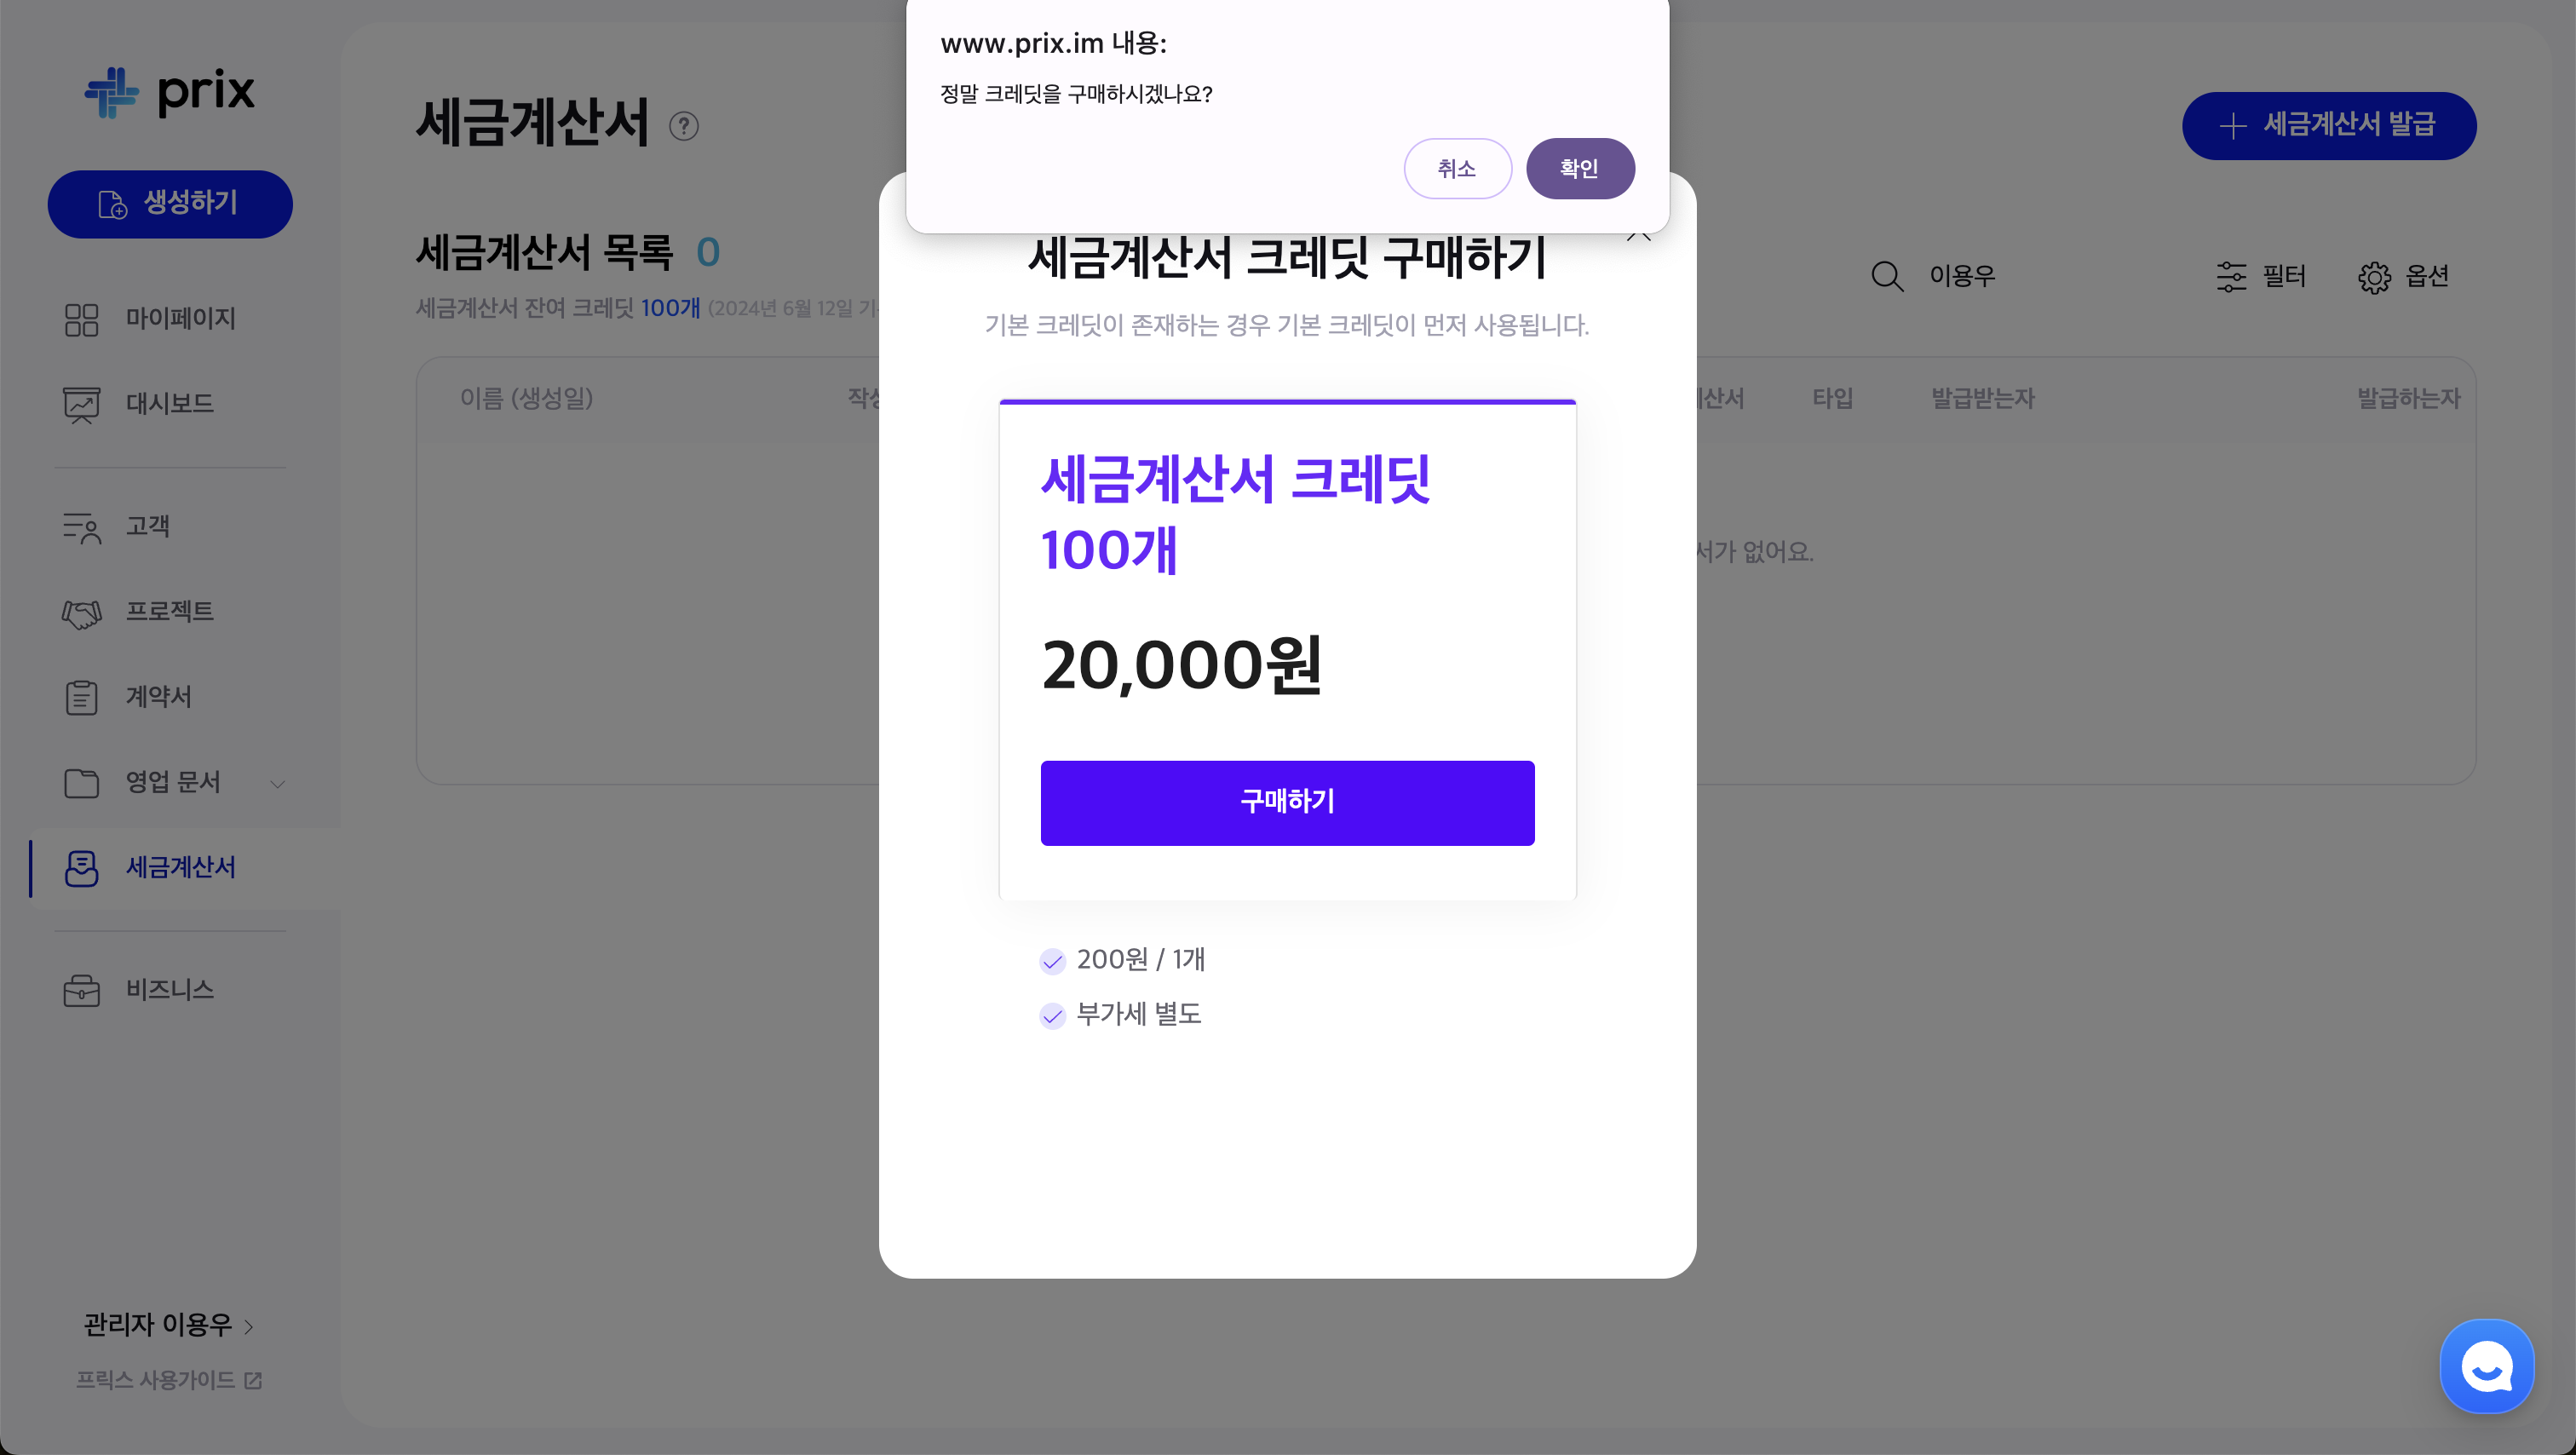 www.prix.im 내용:
정말 크레딧을 구매하시겠나요?
취소
확인
prix
생성하기
마이페이지
대시보드
고객
프로젝트
계약서
영업 문서
세금계산서
비즈니스
관리자 이용우
프릭스 사용가이드
세금계산서
?
세금계산서 발급
세금계산서 목록 0
세금계산서 잔여 크레딧 100개 (2024년 6월 12일
이용우
필터
옵션
이름 (생성일)
타입
발급받는자
발급하는자
없어요.
세금계산서 크레딧 구매하기
기본 크레딧이 존재하는 경우 기본 크레딧이 먼저 사용됩니다.
세금계산서 크레딧
100개
20,000원
구매하기
200원 / 1개
부가세 별도